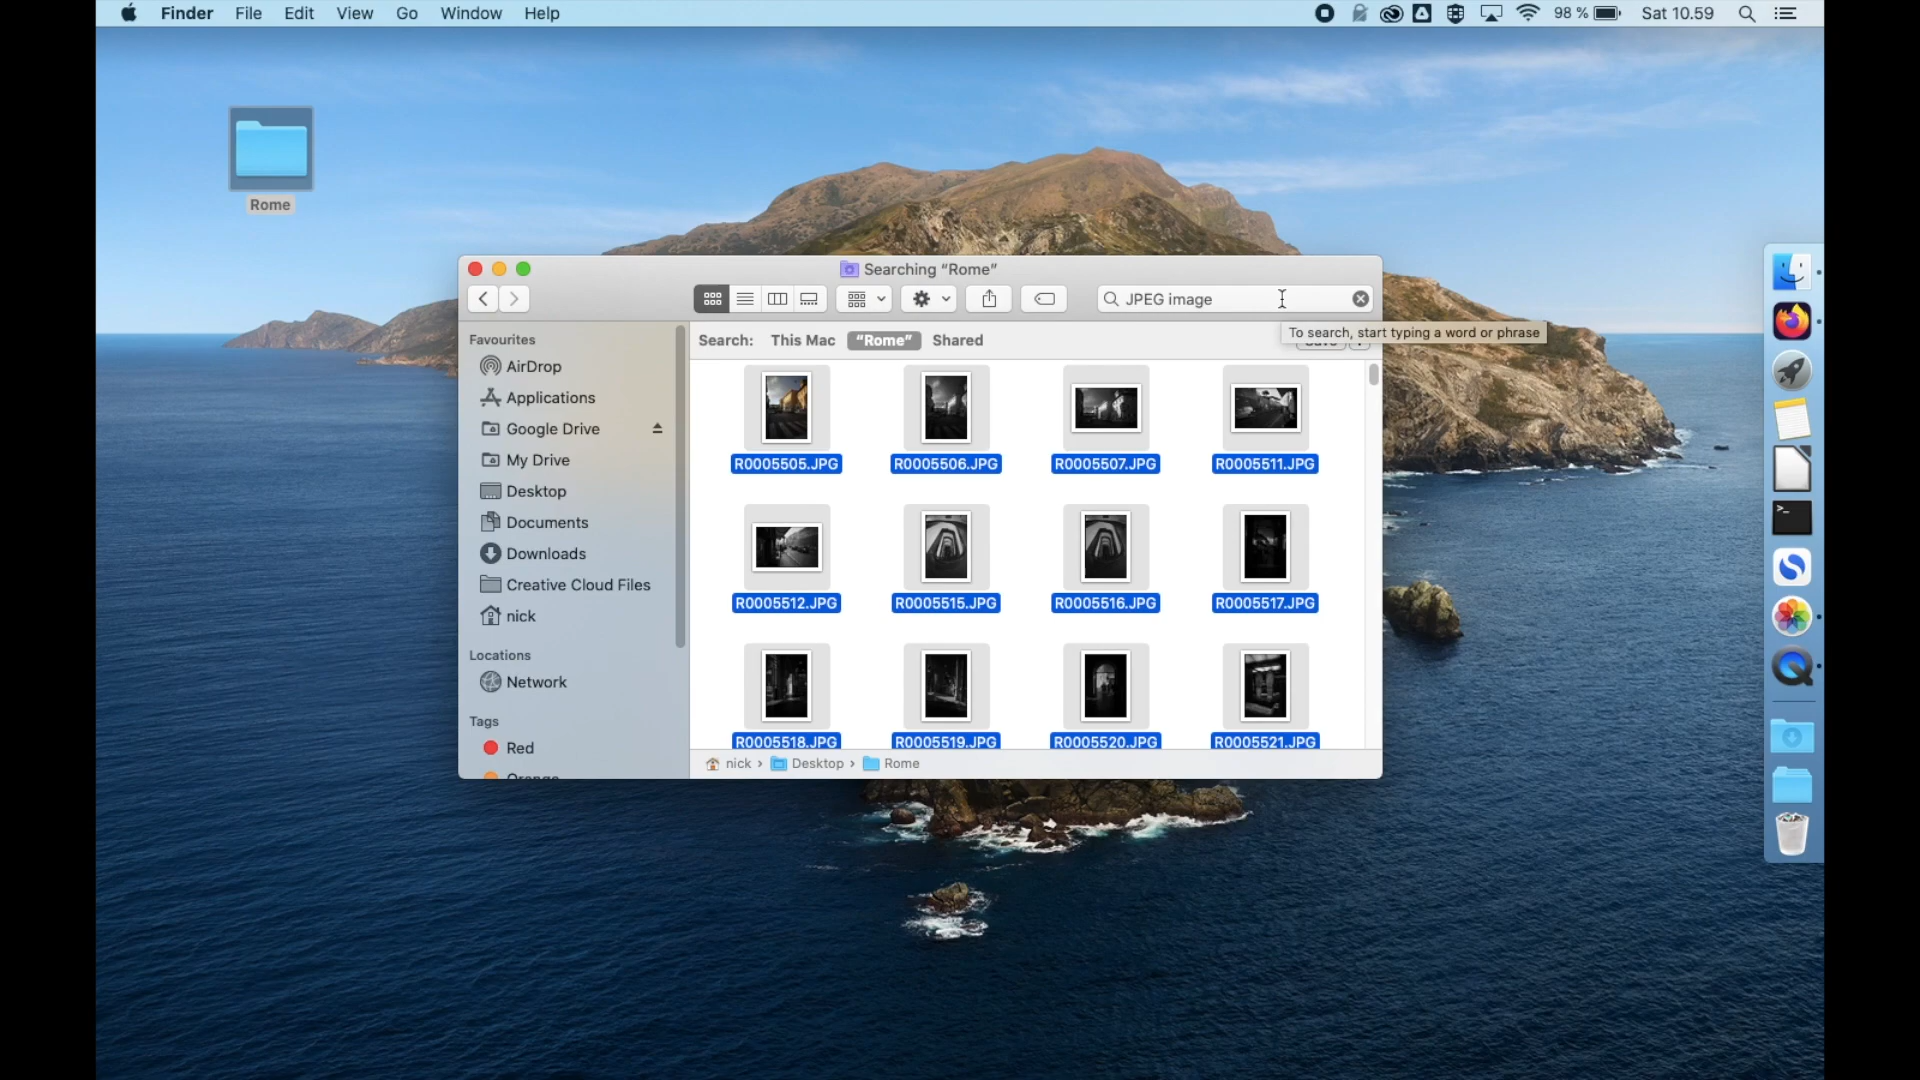 Finder File Edit View Go Window Help 98 % Sat 10.59
Rome
Searching “Rome”
JPEG image
To search, start typing a word or phrase
Search: This Mac “Rome” Shared
Favourites
AirDrop
Applications
Google Drive
My Drive
Desktop
Documents
Downloads
Creative Cloud Files
nick
Locations
Network
Tags
Red
Orange
R0005505.JPG R0005506.JPG R0005507.JPG R0005511.JPG
R0005512.JPG R0005515.JPG R0005516.JPG R0005517.JPG
R0005518.JPG R0005519.JPG R0005520.JPG R0005521.JPG
nick › Desktop › Rome